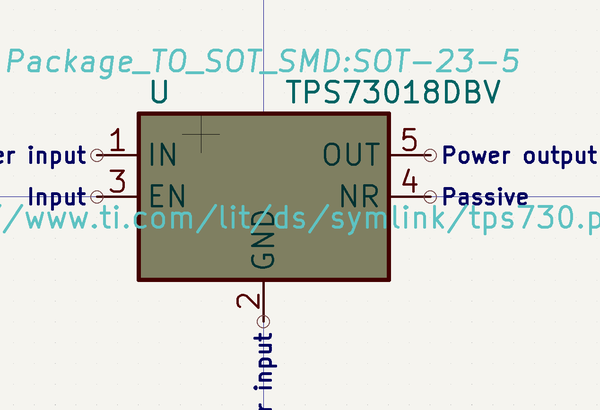 Package_TO_SOT_SMD:SOT-23-5
U TPS73018DBV
er input 1 IN OUT 5 Power output
Input 3 EN NR 4 Passive
//www.ti.com/lit/ds/symlink/tps730.p
GND
2
r input